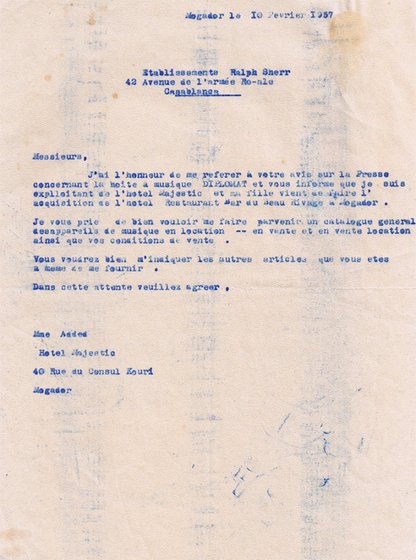 Mogador le 10 Fevrier 1957
Etablissements Ralph Sherr
42 Avenue de l'armée Ro-ale
Casablanca
Messieurs,
J'ai l'honneur de me referer à votre avis sur la Presse
concernant la boite a musique DIPLOMAT et vous informe que je suis
exploitant de l'hotel Majestic et ma fille vient de faire l'
acquisition de l'hotel Restaurant Bar du Beau Rivage a Mogador .
Je vous prie de bien vouloir me faire parvenir un catalogue general
desappareils de musique en location -- en vente et en vente location
ainsi que vos conditions de vente .
Vous voudrez bien m'indiquer les autres articles que vous etes
a meme de me fournir .
Dans cette attente veuillez agreer ,
Mme Added
Hotel Majestic
40 Rue du Consul Kouri
Mogador